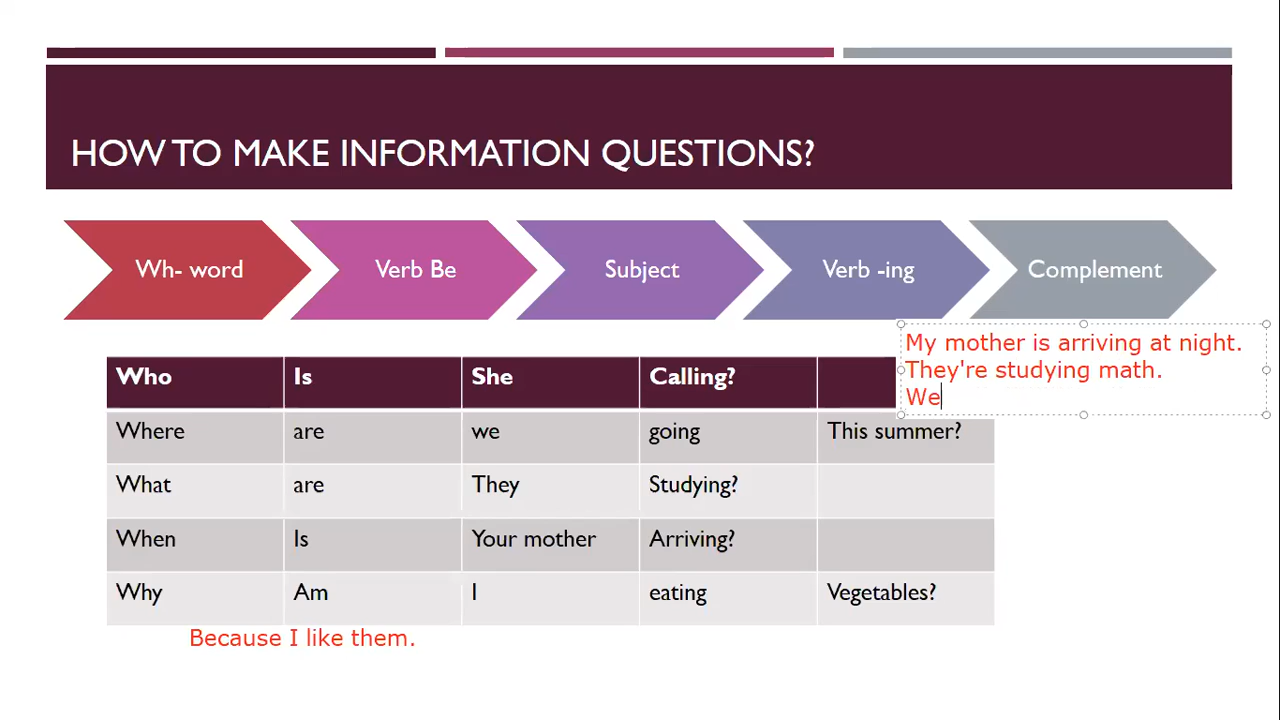 HOW TO MAKE INFORMATION QUESTIONS?
Wh- word Verb Be Subject Verb -ing Complement
My mother is arriving at night.
They're studying math.
We
Who Is She Calling?
Where are we going This summer?
What are They Studying?
When Is Your mother Arriving?
Why Am I eating Vegetables?
Because I like them.